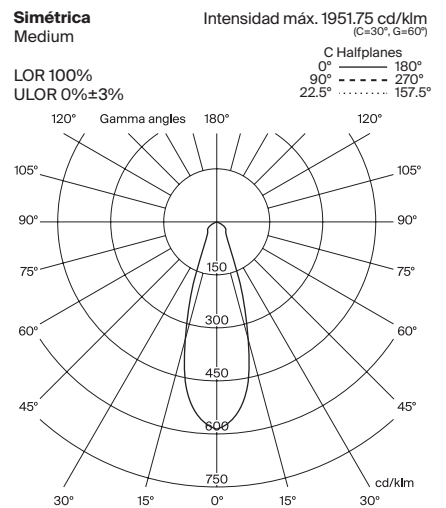 Simétrica
Medium
Intensidad máx. 1951.75 cd/klm
(C=30°, G=60°)
LOR 100%
ULOR 0%±3%
C Halfplanes
0° 180°
90° 270°
22.5° 157.5°
120° Gamma angles 180° 120°
105° 105°
90° 90°
75° 75°
60° 60°
45° 45°
150
300
450
600
750
cd/klm
30° 15° 0° 15° 30°